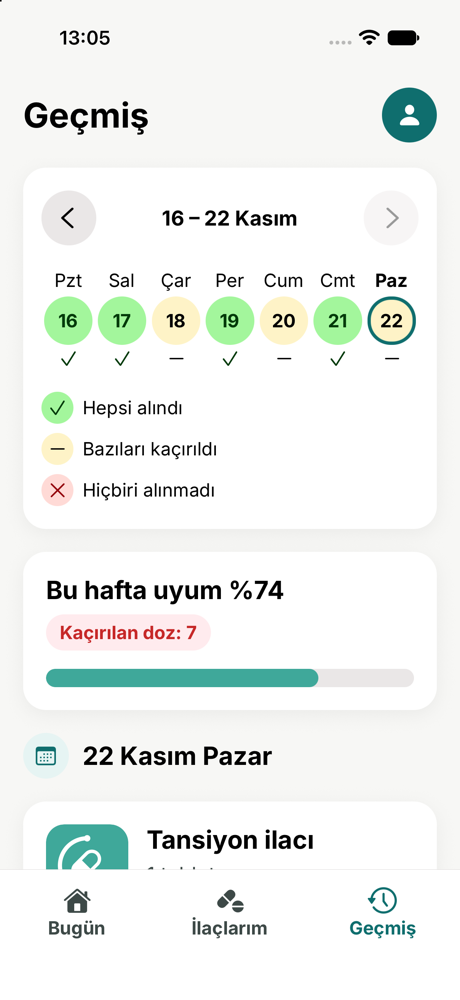 13:05
Geçmiş
16 – 22 Kasım
Pzt Sal Çar Per Cum Cmt Paz
16 17 18 19 20 21 22
Hepsi alındı
Bazıları kaçırıldı
Hiçbiri alınmadı
Bu hafta uyum %74
Kaçırılan doz: 7
22 Kasım Pazar
Tansiyon ilacı
Bugün İlaçlarım Geçmiş